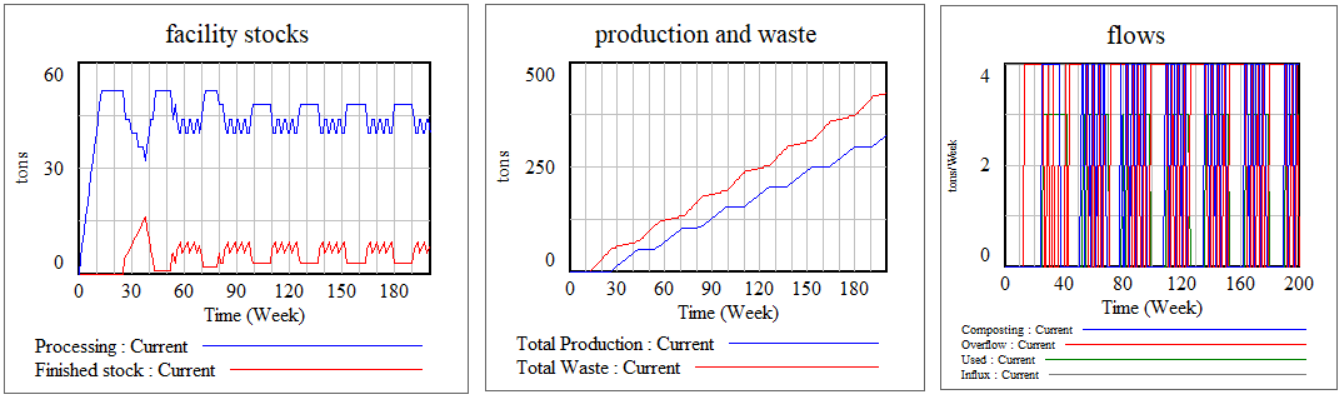 facility stocks
60
30
0
tons
0 30 60 90 120 150 180
Time (Week)
Processing : Current
Finished stock : Current
production and waste
500
250
0
tons
0 30 60 90 120 150 180
Time (Week)
Total Production : Current
Total Waste : Current
flows
4
2
0
tons/Week
0 40 80 120 160 200
Time (Week)
Composting : Current
Overflow : Current
Used : Current
Influx : Current